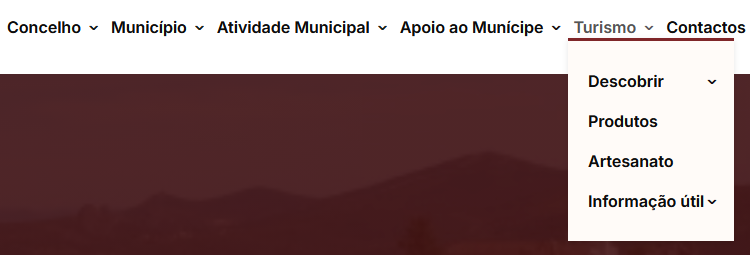 Concelho Município Atividade Municipal Apoio ao Munícipe Turismo Contactos
Descobrir
Produtos
Artesanato
Informação útil